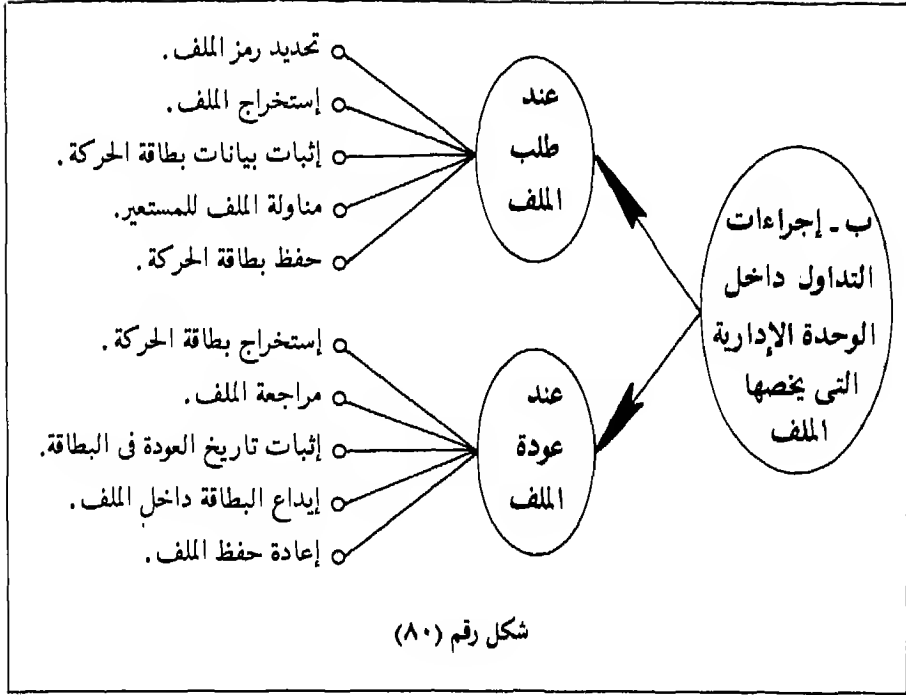 ب ـ إجراءات
التداول داخل
الوحدة الإدارية
التى يخصها
الملف
عند
طلب
الملف
تحديد رمز الملف.
إستخراج الملف.
إثبات بيانات بطاقة الحركة.
مناولة الملف للمستعير.
حفظ بطاقة الحركة.
عند
عودة
الملف
إستخراج بطاقة الحركة.
مراجعة الملف.
إثبات تاريخ العودة فى البطاقة.
إيداع البطاقة داخل الملف.
إعادة حفظ الملف.
شكل رقم (٨٠)